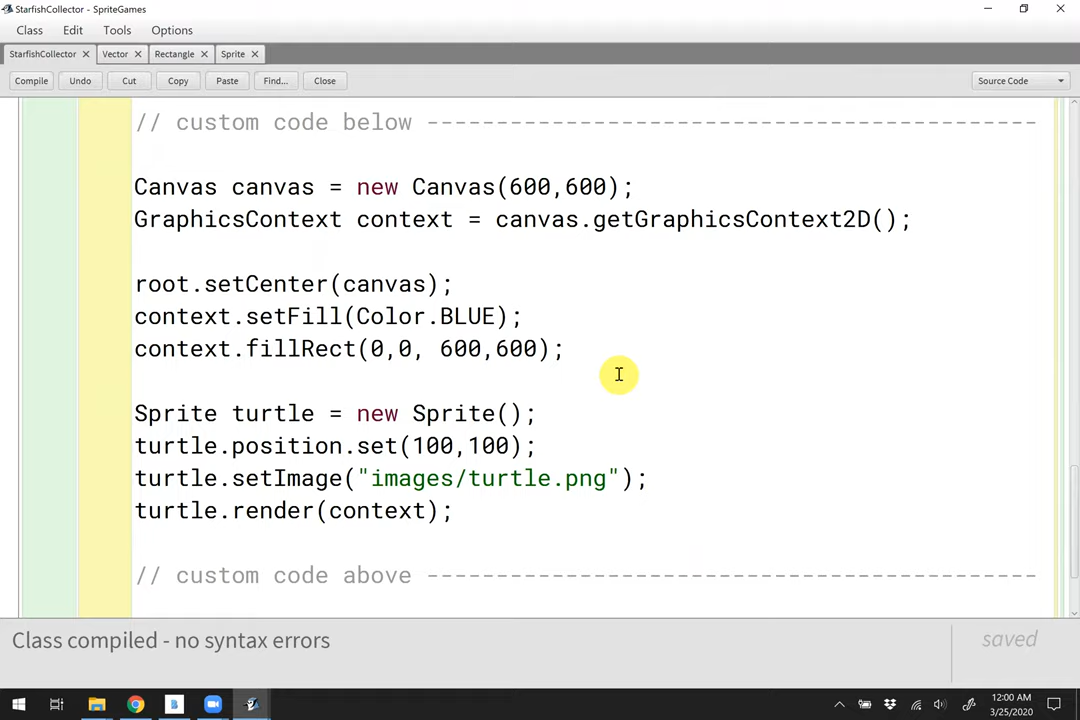 StarfishCollector - SpriteGames
Class Edit Tools Options
StarfishCollector Vector Rectangle Sprite
Compile Undo Cut Copy Paste Find... Close Source Code
// custom code below --------------------------------------------
Canvas canvas = new Canvas(600,600);
GraphicsContext context = canvas.getGraphicsContext2D();
root.setCenter(canvas);
context.setFill(Color.BLUE);
context.fillRect(0,0, 600,600);
Sprite turtle = new Sprite();
turtle.position.set(100,100);
turtle.setImage("images/turtle.png");
turtle.render(context);
// custom code above --------------------------------------------
Class compiled - no syntax errors
saved
12:00 AM
3/25/2020